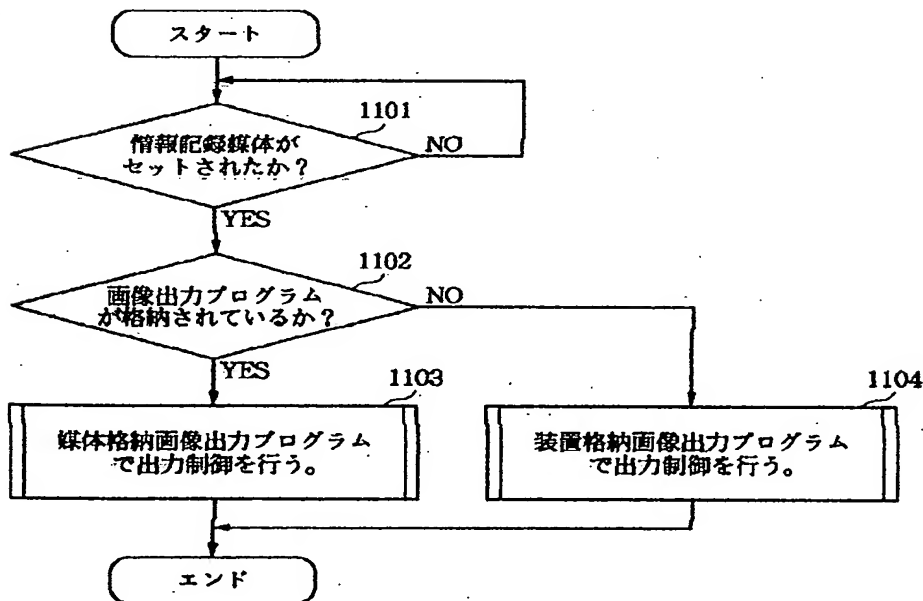 スタート
1101
情報記録媒体が
セットされたか？
NO
YES
1102
画像出力プログラム
が格納されているか？
NO
YES
1103
媒体格納画像出力プログラム
で出力制御を行う。
1104
装置格納画像出力プログラム
で出力制御を行う。
エンド